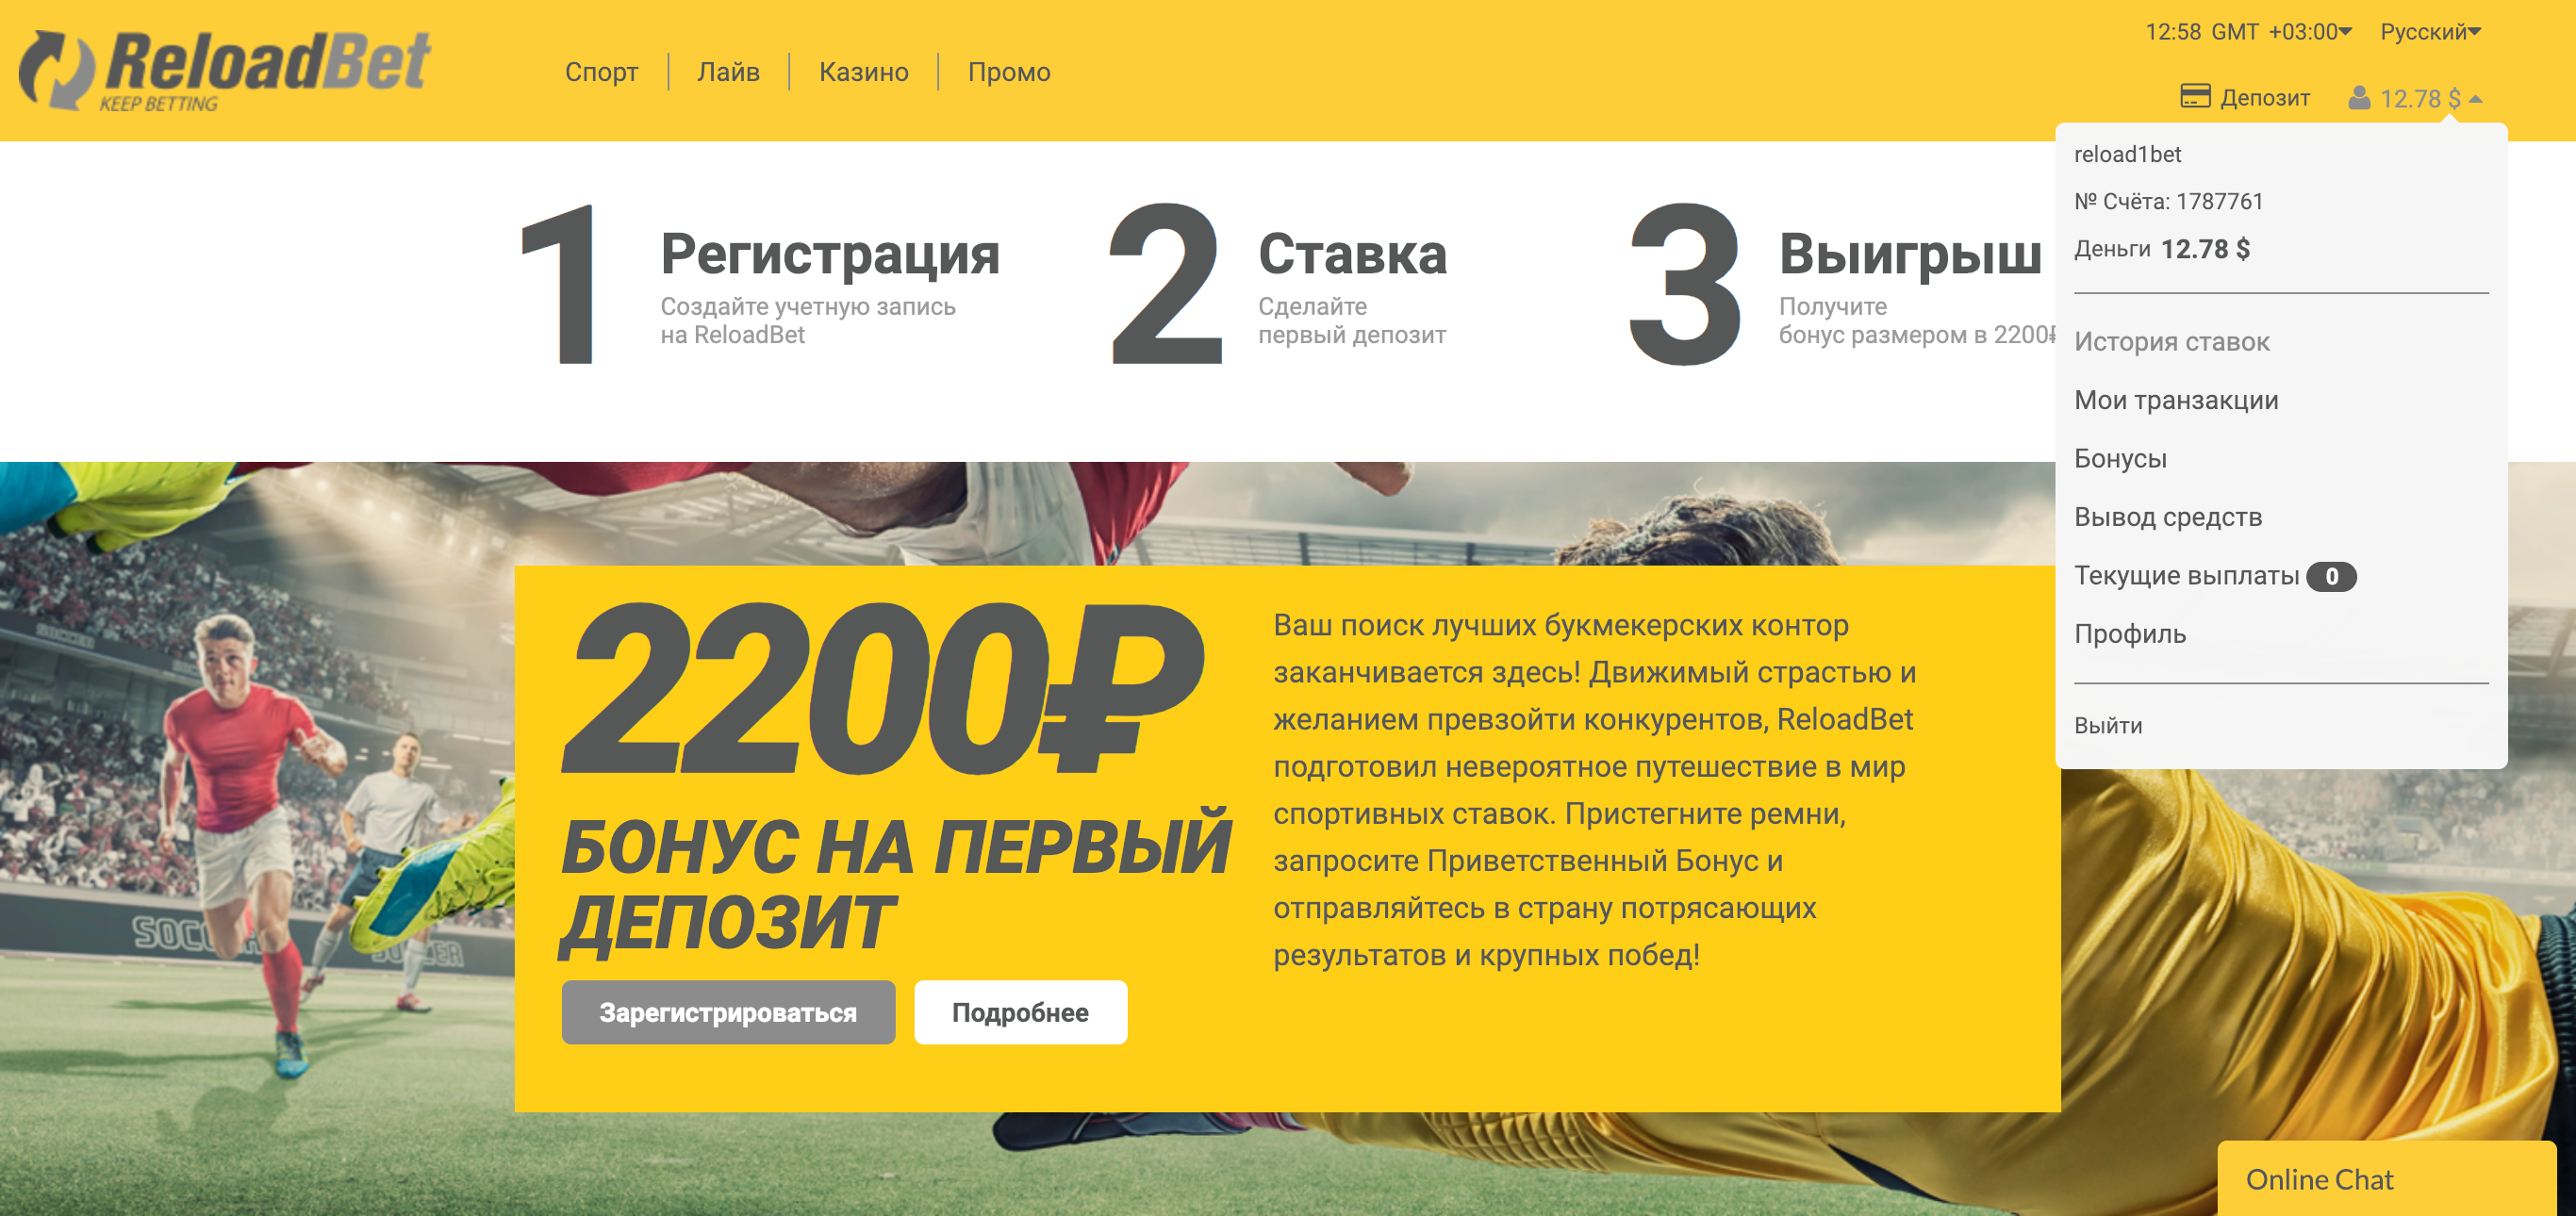 ReloadBet
KEEP BETTING
Спорт
Лайв
Казино
Промо
12:58 GMT +03:00
Русский
Депозит
12.78 $
reload1bet
№ Счёта: 1787761
Деньги 12.78 $
История ставок
Мои транзакции
Бонусы
Вывод средств
Текущие выплаты 0
Профиль
Выйти
1
Регистрация
Создайте учетную запись
на ReloadBet
2
Ставка
Сделайте
первый депозит
3
Выигрыш
Получите
бонус размером в 2200₽
2200₽
БОНУС НА ПЕРВЫЙ
ДЕПОЗИТ
Зарегистрироваться
Подробнее
Ваш поиск лучших букмекерских контор
заканчивается здесь! Движимый страстью и
желанием превзойти конкурентов, ReloadBet
подготовил невероятное путешествие в мир
спортивных ставок. Пристегните ремни,
запросите Приветственный Бонус и
отправляйтесь в страну потрясающих
результатов и крупных побед!
SOCCER
SOCCER
Online Chat